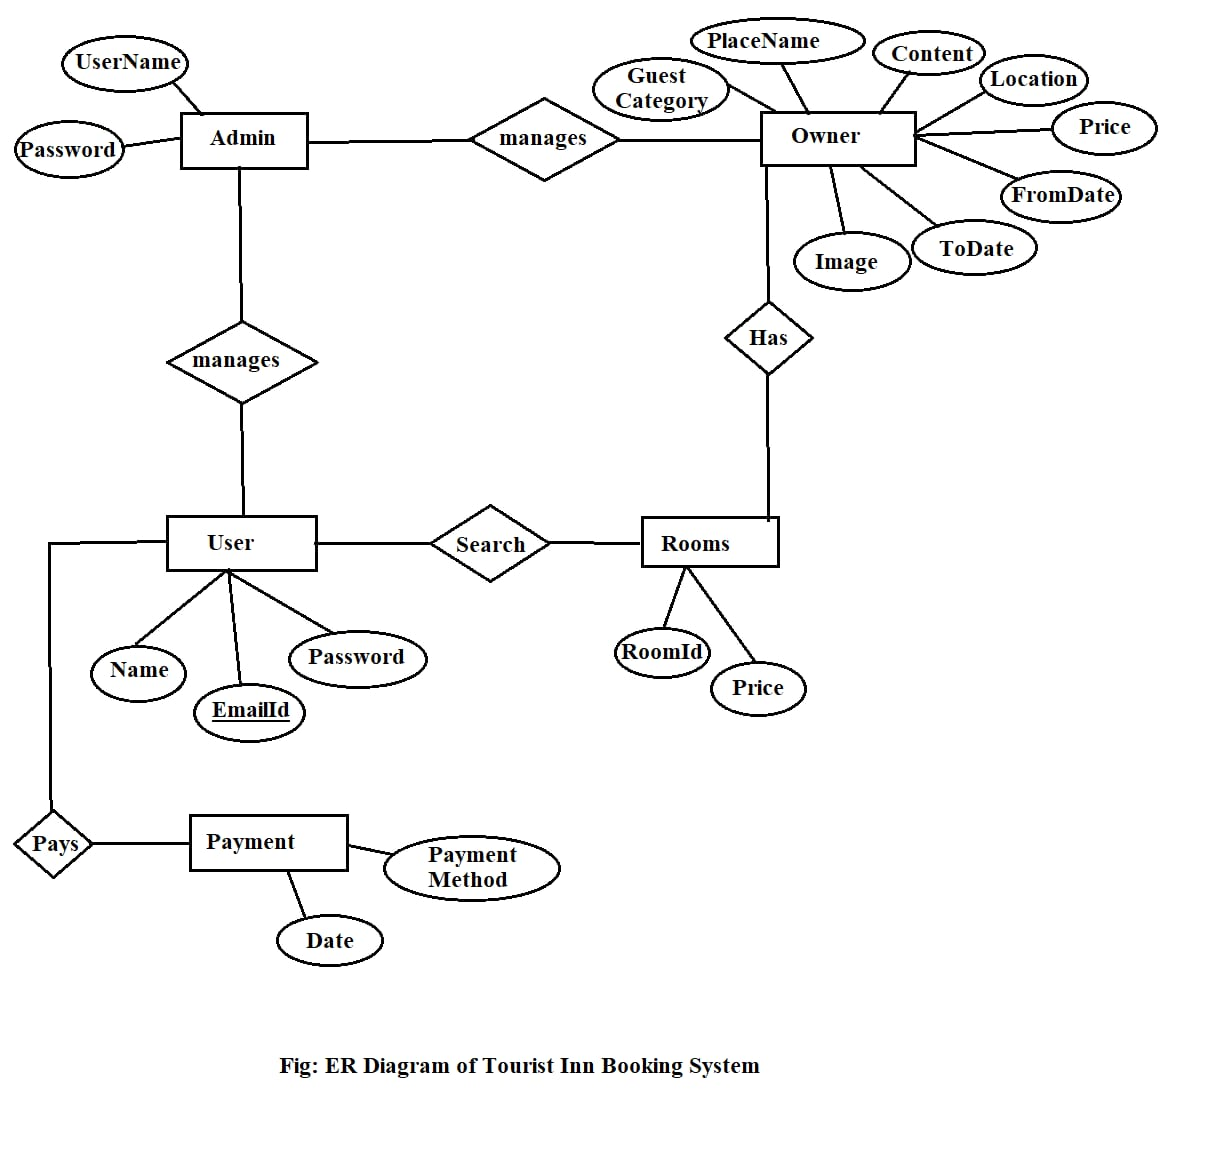 PlaceName
Content
UserName
Guest
Category
Location
Price
Admin
manages
Owner
Password
FromDate
ToDate
Image
Has
manages
User
Search
Rooms
Name
Password
EmailId
RoomId
Price
Pays
Payment
Payment
Method
Date
Fig: ER Diagram of Tourist Inn Booking System